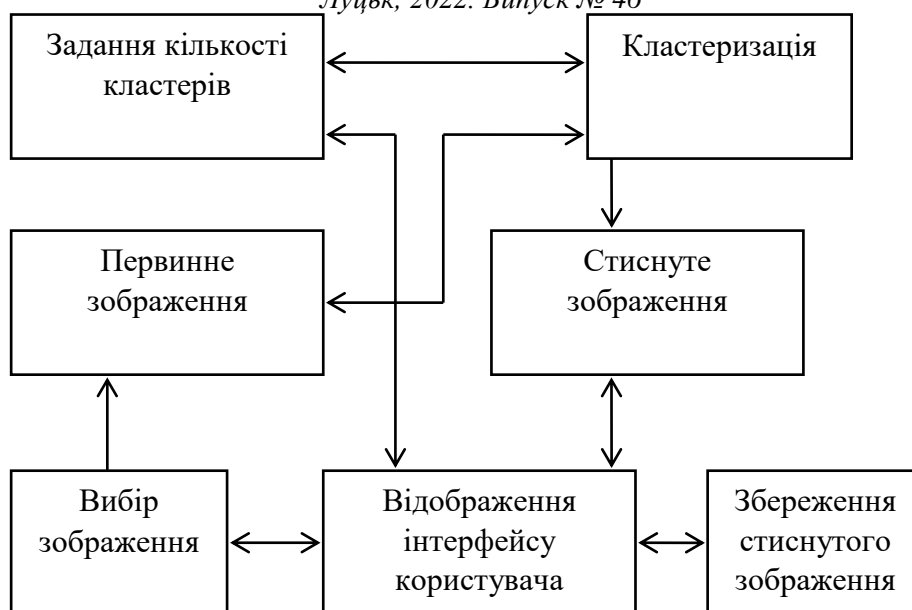 Луцьк, 2022. Випуск № 46
Задання кількості
кластерів
Кластеризація
Первинне
зображення
Стиснуте
зображення
Вибір
зображення
Відображення
інтерфейсу
користувача
Збереження
стиснутого
зображення